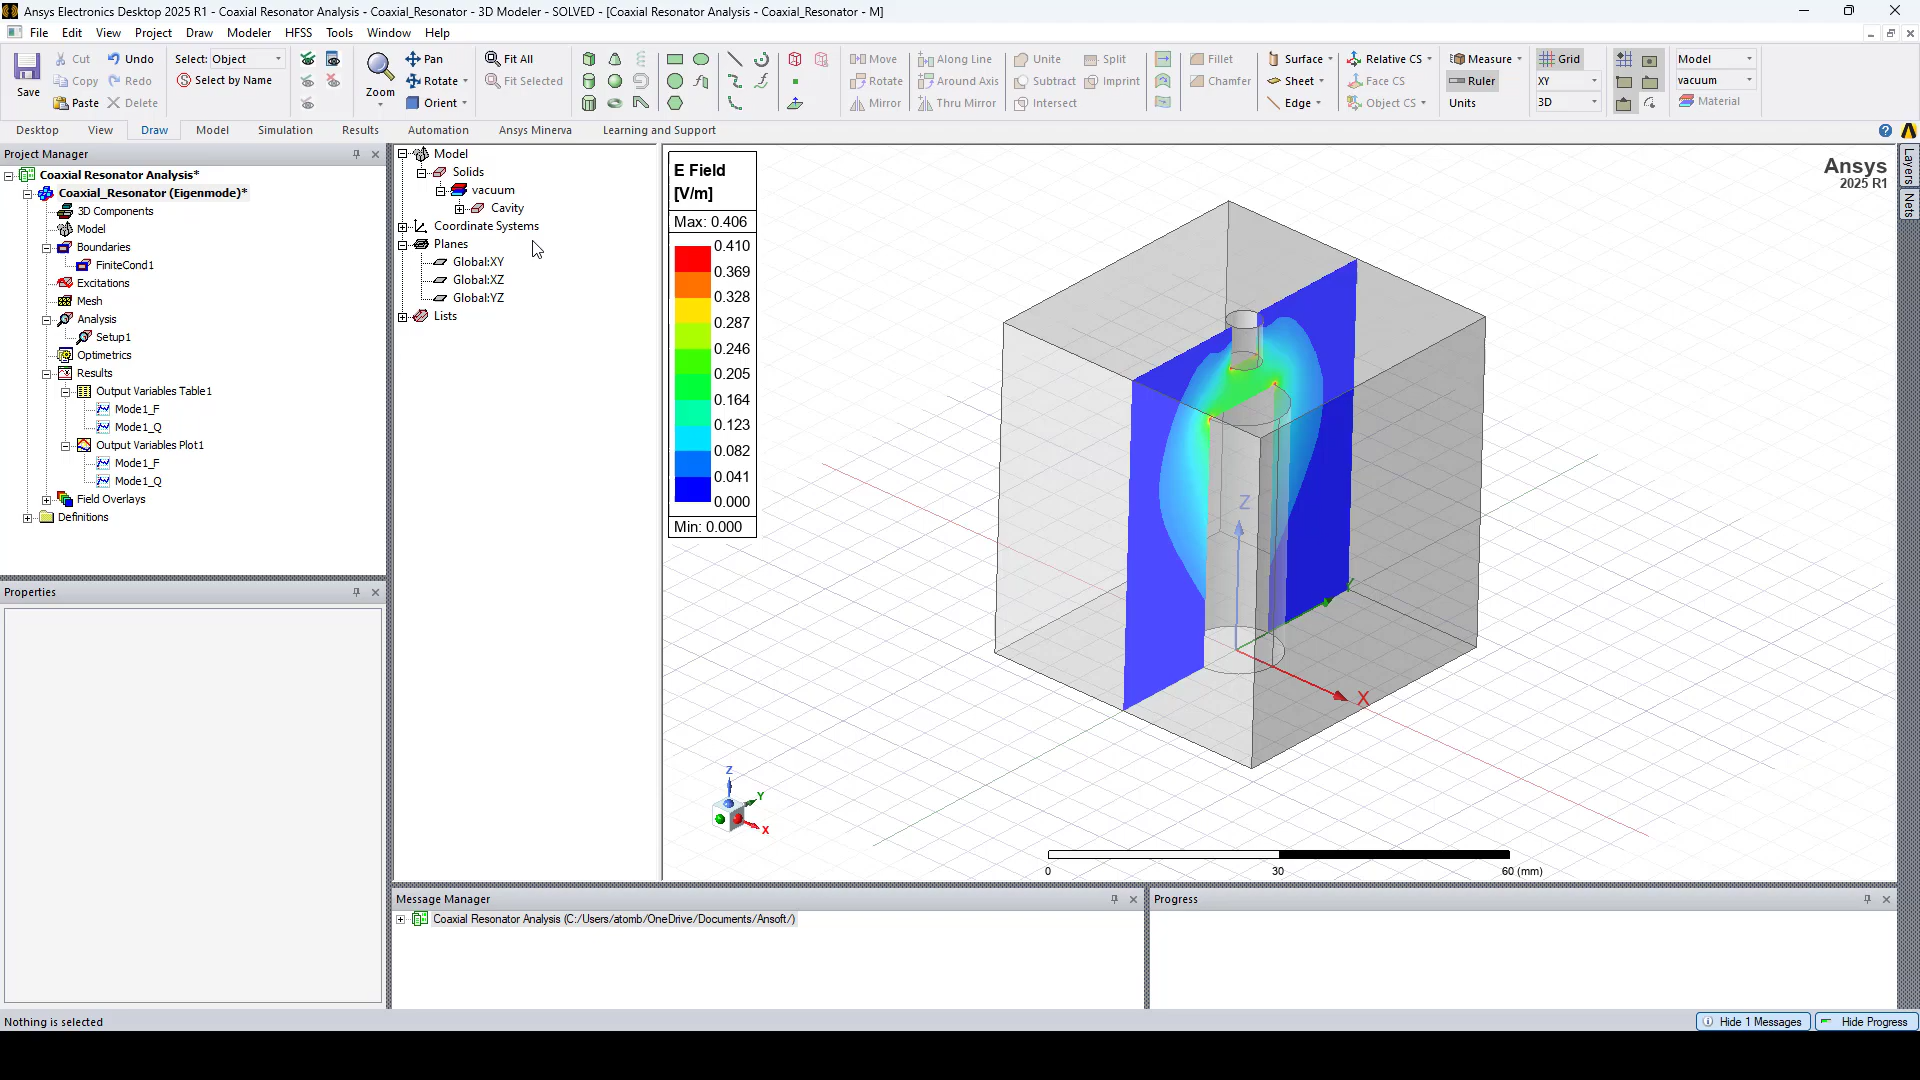 Ansys Electronics Desktop 2025 R1 - Coaxial Resonator Analysis - Coaxial_Resonator - 3D Modeler - SOLVED - [Coaxial Resonator Analysis - Coaxial_Resonator - M]
File Edit View Project Draw Modeler HFSS Tools Window Help
Save
Cut
Copy
Paste
Undo
Redo
Delete
Select: Object
Select by Name
Zoom
Pan
Rotate
Orient
Fit All
Fit Selected
Move
Rotate
Mirror
Along Line
Around Axis
Thru Mirror
Unite
Subtract
Intersect
Split
Imprint
Fillet
Chamfer
Surface
Sheet
Edge
Relative CS
Face CS
Object CS
Measure
Ruler
Units
Grid
XY
3D
Model
vacuum
Material
Desktop View Draw Model Simulation Results Automation Ansys Minerva Learning and Support
Project Manager
Coaxial Resonator Analysis*
Coaxial_Resonator (Eigenmode)*
3D Components
Model
Boundaries
FiniteCond1
Excitations
Mesh
Analysis
Setup1
Optimetrics
Results
Output Variables Table1
Mode1_F
Mode1_Q
Output Variables Plot1
Mode1_F
Mode1_Q
Field Overlays
Definitions
Properties
Model
Solids
vacuum
Cavity
Coordinate Systems
Planes
Global:XY
Global:XZ
Global:YZ
Lists
E Field
[V/m]
Max: 0.406
0.410
0.369
0.328
0.287
0.246
0.205
0.164
0.123
0.082
0.041
0.000
Min: 0.000
Ansys
2025 R1
Layers
Nets
Z
Y
X
Z
Y
X
0 30 60 (mm)
Message Manager
Coaxial Resonator Analysis (C:/Users/atomb/OneDrive/Documents/Ansoft/)
Progress
Nothing is selected
Hide 1 Messages
Hide Progress